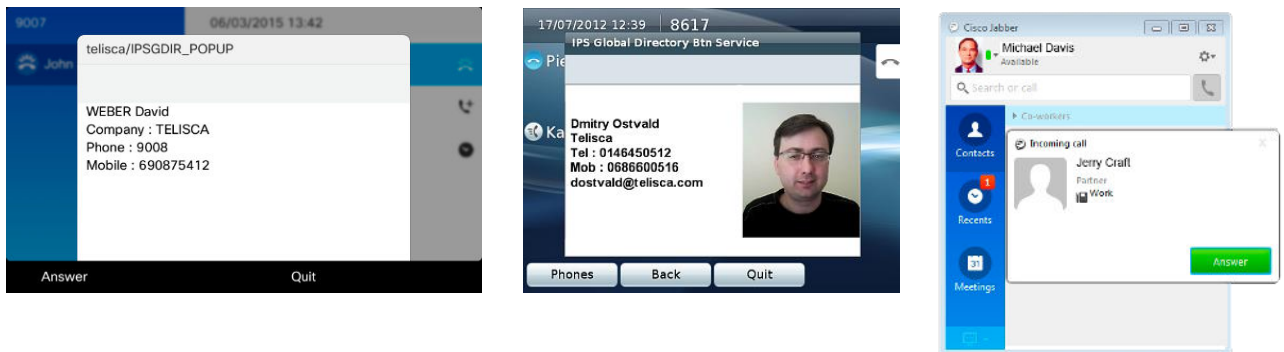 9007
06/03/2015 13:42
telisca/IPSGDIR_POPUP
John
WEBER David
Company : TELISCA
Phone : 9008
Mobile : 690875412
Answer
Quit
17/07/2012 12:39
8617
IPS Global Directory Btn Service
Pie
Ka
Dmitry Ostvald
Telisca
Tel : 0146450512
Mob : 0686600516
dostvald@telisca.com
Phones
Back
Quit
Cisco Jabber
Michael Davis
Available
Search or call
Co-workers
Contacts
Incoming call
X
Jerry Craft
Partner
Work
1
Recents
Answer
31
Meetings